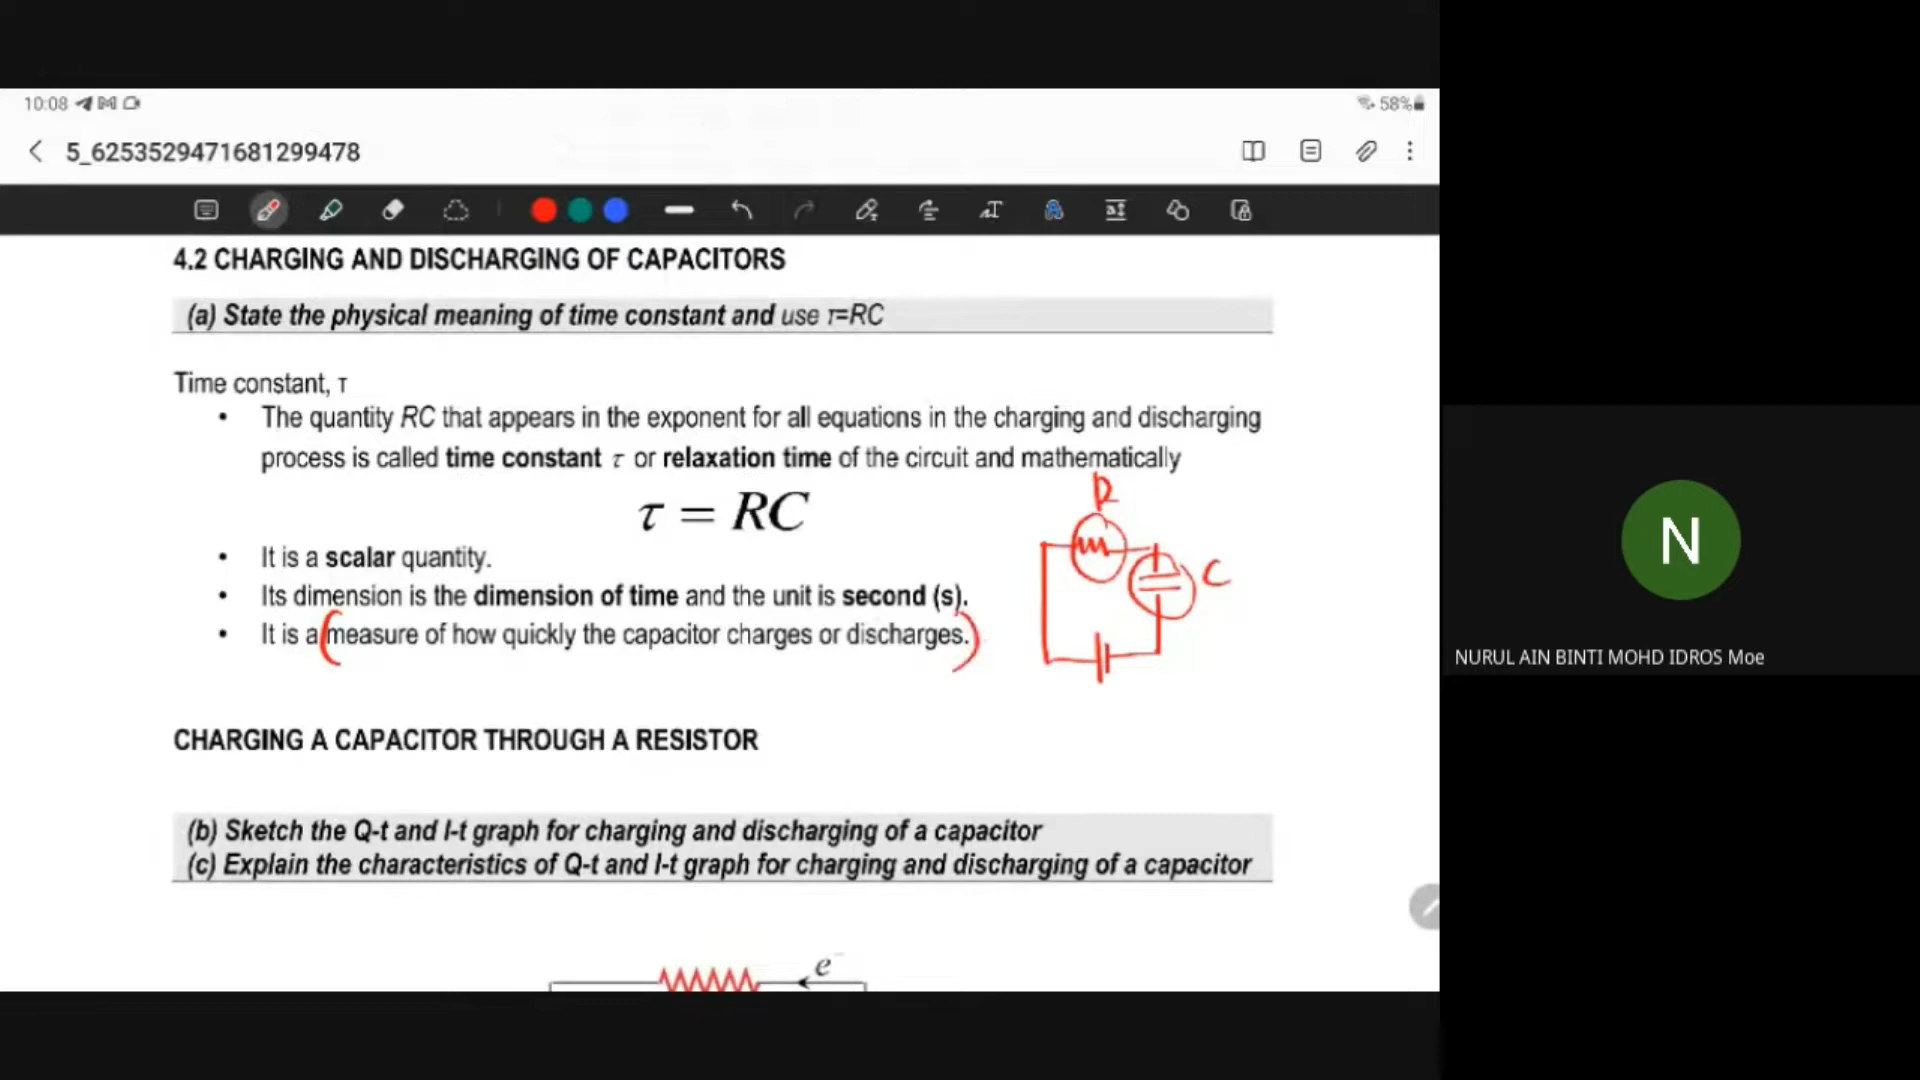 10:08
58%
5_6253529471681299478
4.2 CHARGING AND DISCHARGING OF CAPACITORS
(a) State the physical meaning of time constant and use τ=RC
Time constant, τ
• The quantity RC that appears in the exponent for all equations in the charging and discharging
process is called time constant τ or relaxation time of the circuit and mathematically
τ = RC
R
C
• It is a scalar quantity.
• Its dimension is the dimension of time and the unit is second (s).
• It is a (measure of how quickly the capacitor charges or discharges.)
CHARGING A CAPACITOR THROUGH A RESISTOR
(b) Sketch the Q-t and I-t graph for charging and discharging of a capacitor
(c) Explain the characteristics of Q-t and I-t graph for charging and discharging of a capacitor
e⁻
N
NURUL AIN BINTI MOHD IDROS Moe